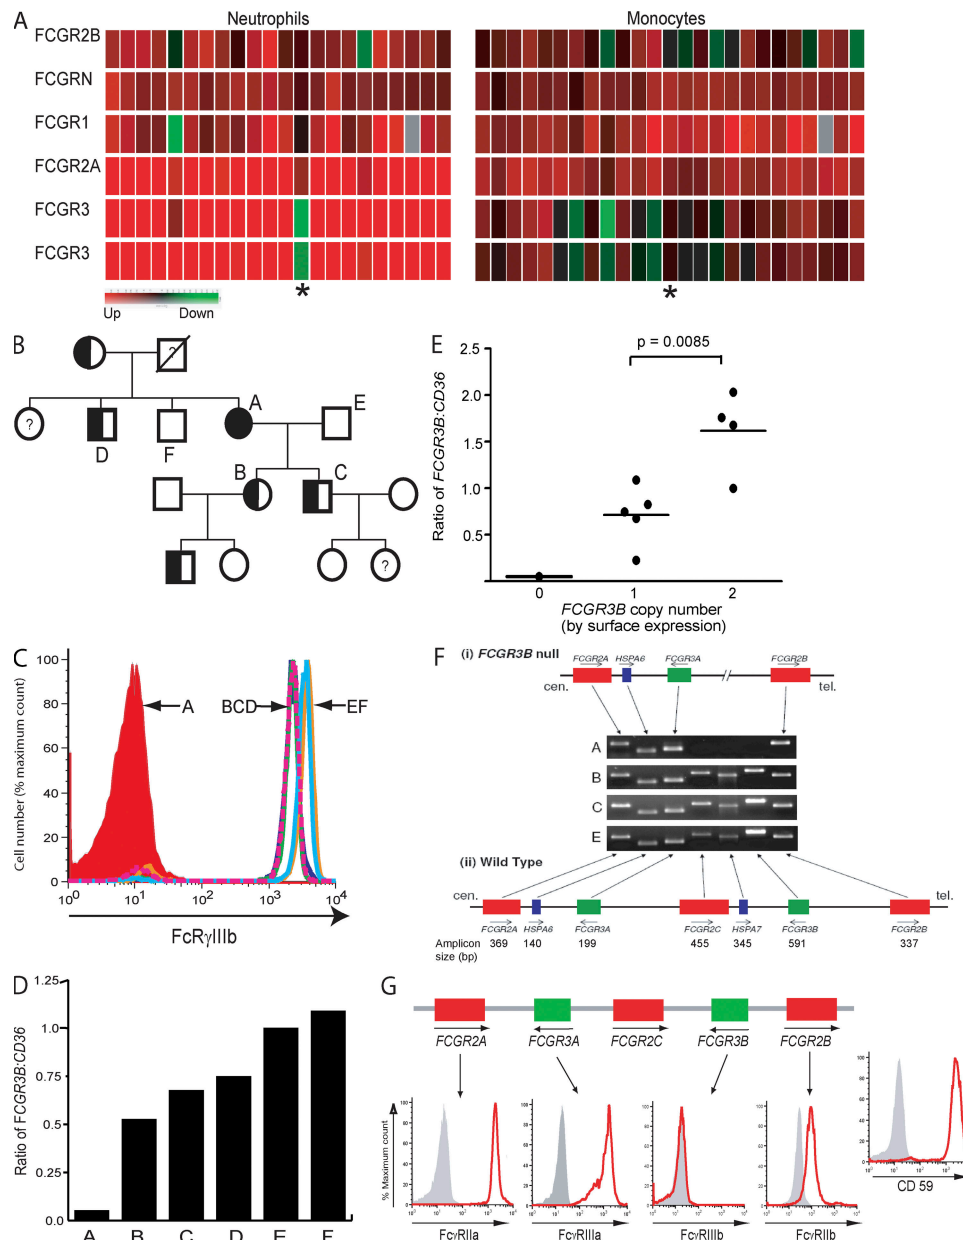 A
Neutrophils
Monocytes
FCGR2B
FCGRN
FCGR1
FCGR2A
FCGR3
FCGR3
*
*
Up
Down
B
?
?
A
E
D
F
B
C
?
E
p = 0.0085
2.5
2.0
1.5
1.0
0.5
Ratio of FCGR3B:CD36
0
1
2
FCGR3B copy number
(by surface expression)
C
100
80
60
40
20
0
Cell number (% maximum count)
A
BCD
EF
10^0
10^1
10^2
10^3
10^4
FcRγIIIb
D
1.25
1.0
0.75
0.5
0.25
0.0
Ratio of FCGR3B:CD36
A
B
C
D
E
F
F
(i) FCGR3B null
FCGR2A
HSPA6
FCGR3A
FCGR2B
cen.
tel.
A
B
C
E
(ii) Wild Type
cen.
tel.
FCGR2A
HSPA6
FCGR3A
FCGR2C
HSPA7
FCGR3B
FCGR2B
Amplicon size (bp)
369
140
199
455
345
591
337
G
FCGR2A
FCGR3A
FCGR2C
FCGR3B
FCGR2B
% Maximum count
FcγRIIa
FcγRIIIa
FcγRIIIb
FcγRIIb
CD 59